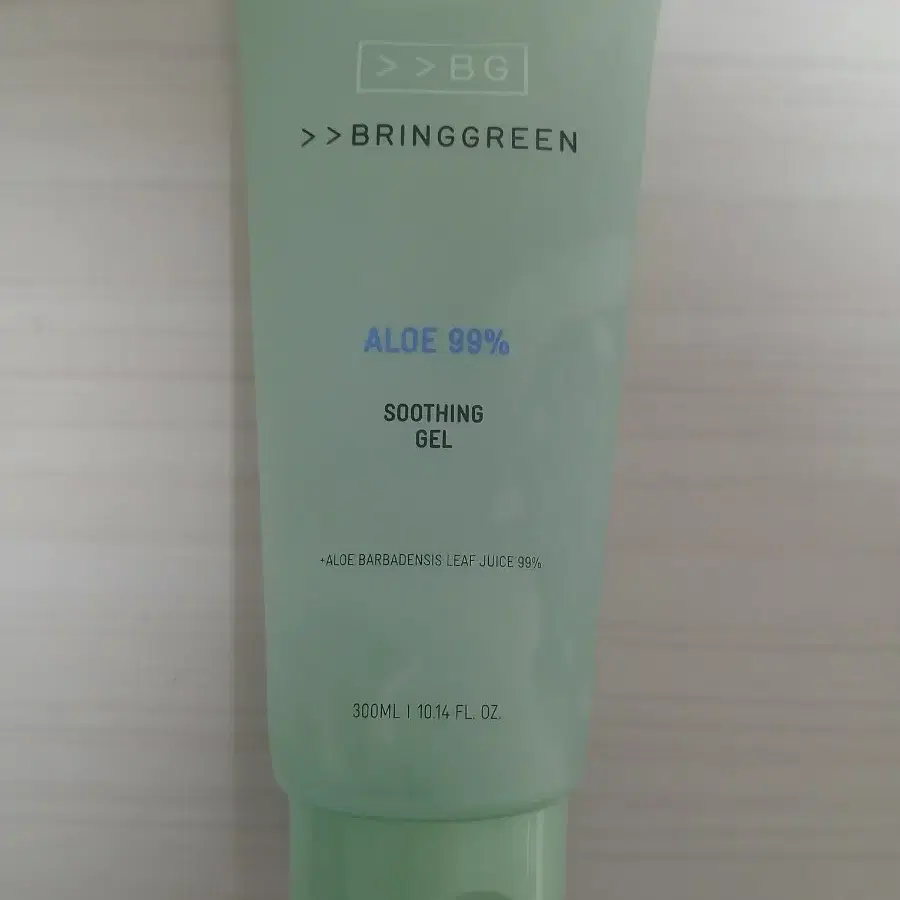 >>BG
>>BRINGGREEN
ALOE 99%
SOOTHING
GEL
+ALOE BARBADENSIS LEAF JUICE 99%
300ML | 10.14 FL. OZ.